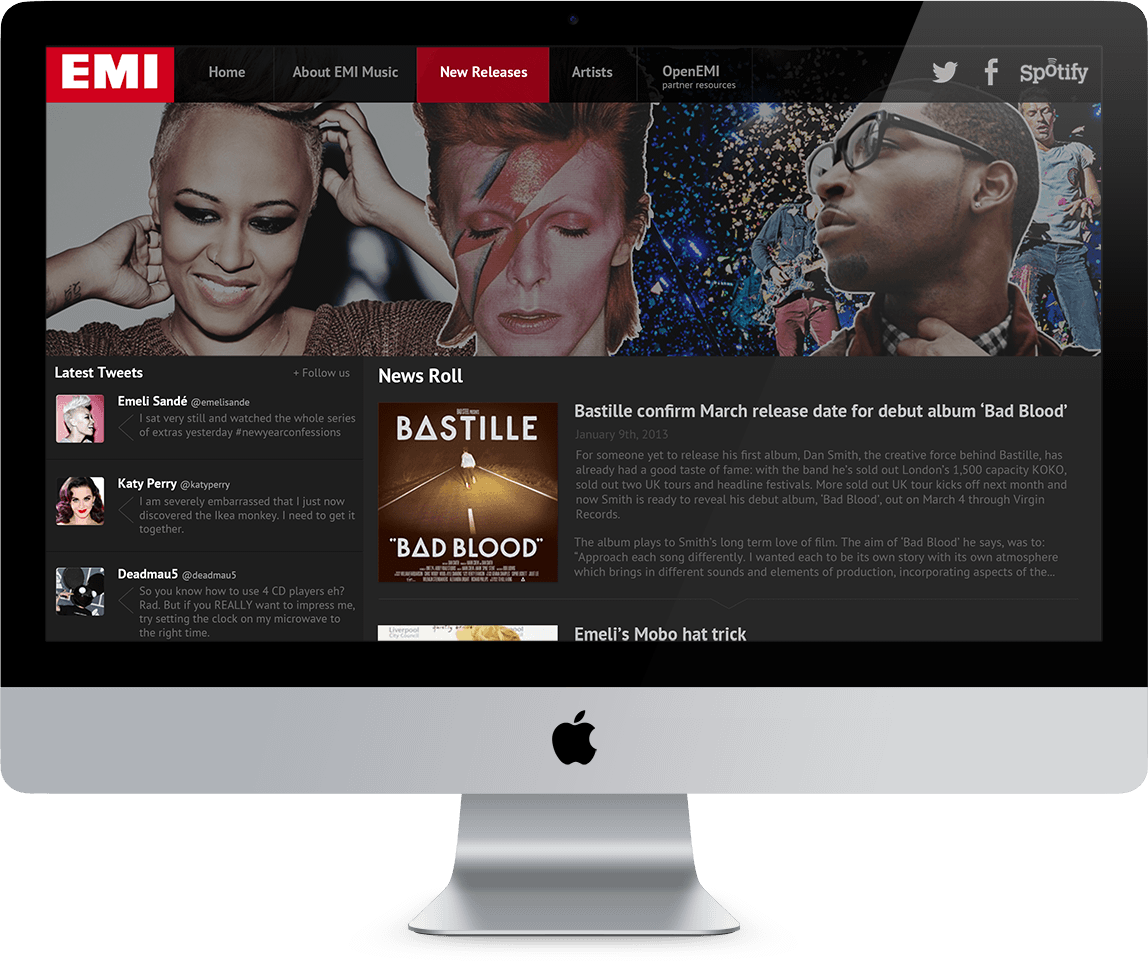 EMI
Home
About EMI Music
New Releases
Artists
OpenEMI
partner resources
Spotify
Latest Tweets
+ Follow us
Emeli Sandé @emelisande
I sat very still and watched the whole series
of extras yesterday #newyearconfessions
Katy Perry @katyperry
I am severely embarrassed that I just now
discovered the Ikea monkey. I need to get it
together.
Deadmau5 @deadmau5
So you know how to use 4 CD players eh?
Rad. But if you REALLY want to impress me,
try setting the clock on my microwave to
the right time.
News Roll
BASTILLE
"BAD BLOOD"
Bastille confirm March release date for debut album ‘Bad Blood’
January 9th, 2013
For someone yet to release his first album, Dan Smith, the creative force behind Bastille, has
already had a good taste of fame: with the band he’s sold out London’s 1,500 capacity KOKO,
sold out two UK tours and headline festivals. More sold out UK tour kicks off next month and
now Smith is ready to reveal his debut album, ‘Bad Blood’, out on March 4 through Virgin
Records.
The album plays to Smith’s long term love of film. The aim of ‘Bad Blood’ he says, was to:
“Approach each song differently. I wanted each to be its own story with its own atmosphere
which brings in different sounds and elements of production, incorporating aspects of the...
Liverpool
City Council
Emeli’s Mobo hat trick